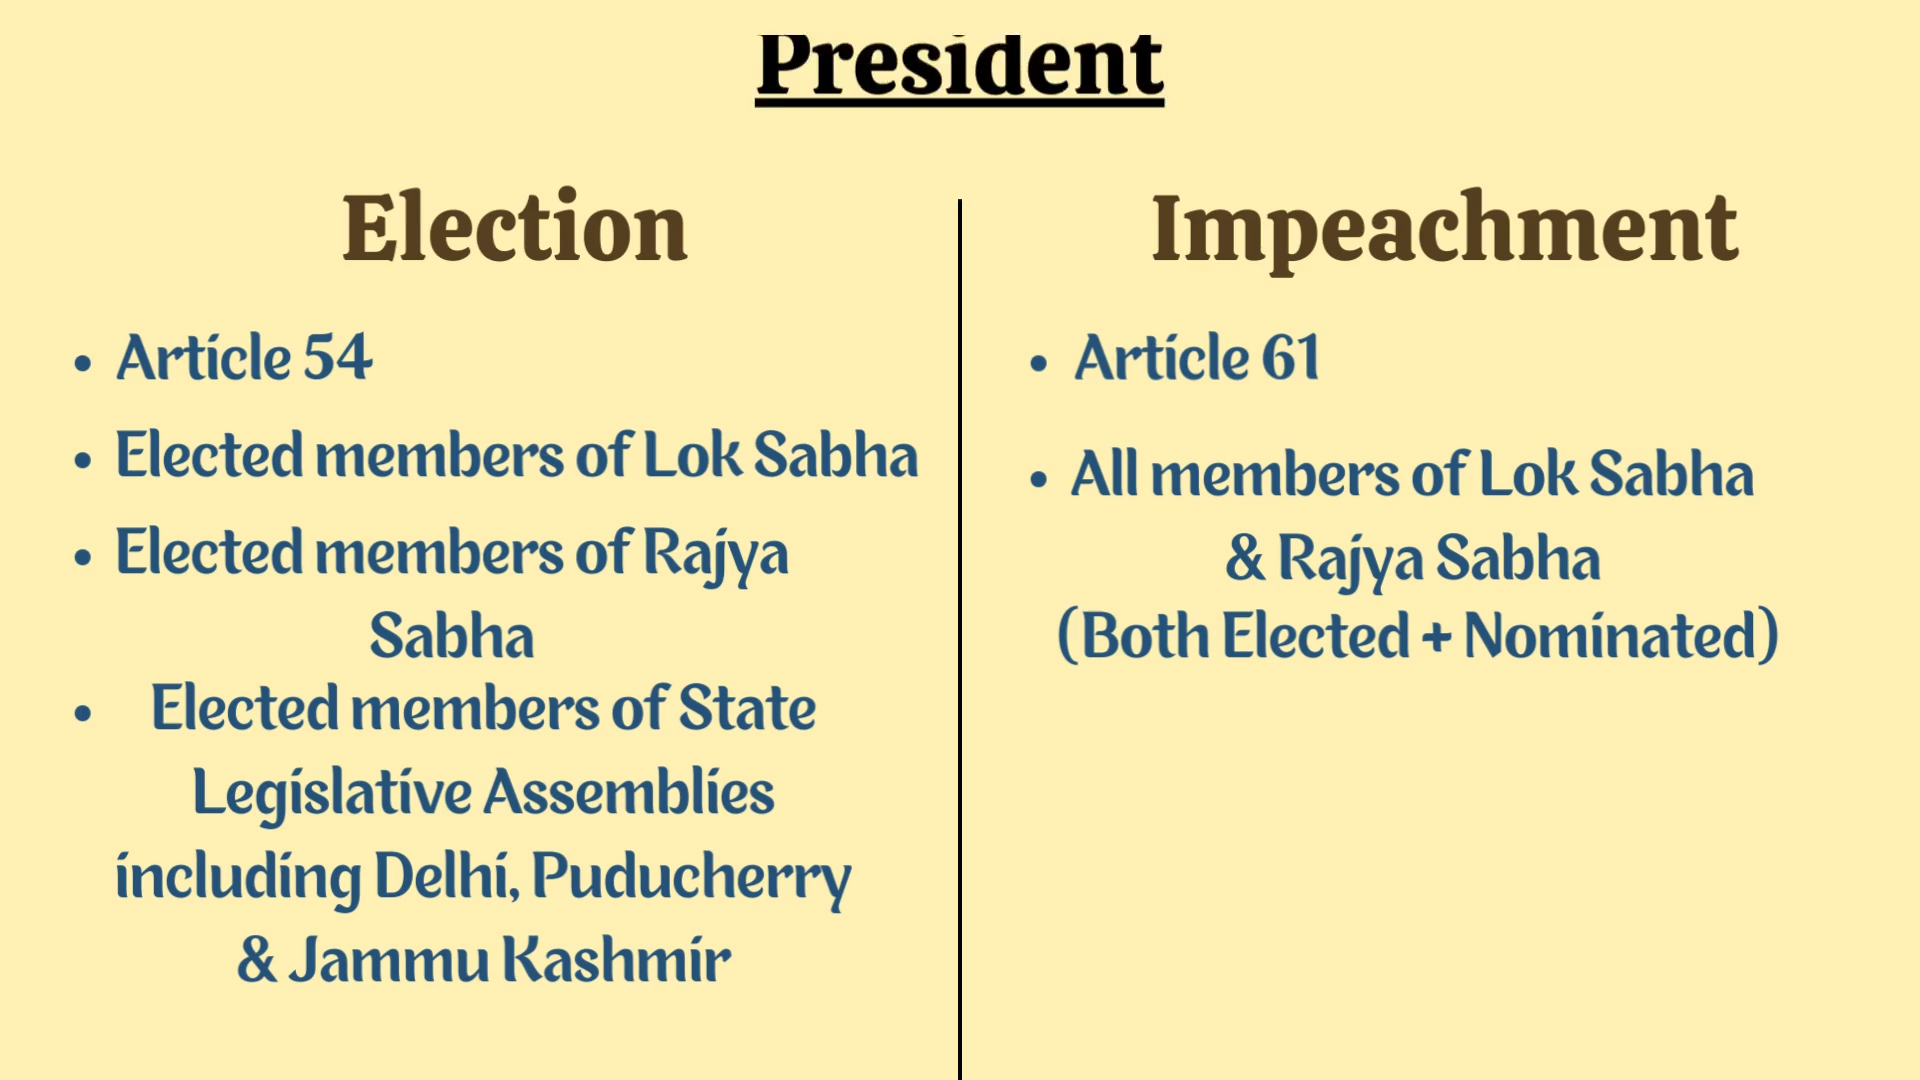 President
Election
• Article 54
• Elected members of Lok Sabha
• Elected members of Rajya
Sabha
• Elected members of State
Legislative Assemblies
including Delhi, Puducherry
& Jammu Kashmir
Impeachment
• Article 61
• All members of Lok Sabha
& Rajya Sabha
(Both Elected + Nominated)